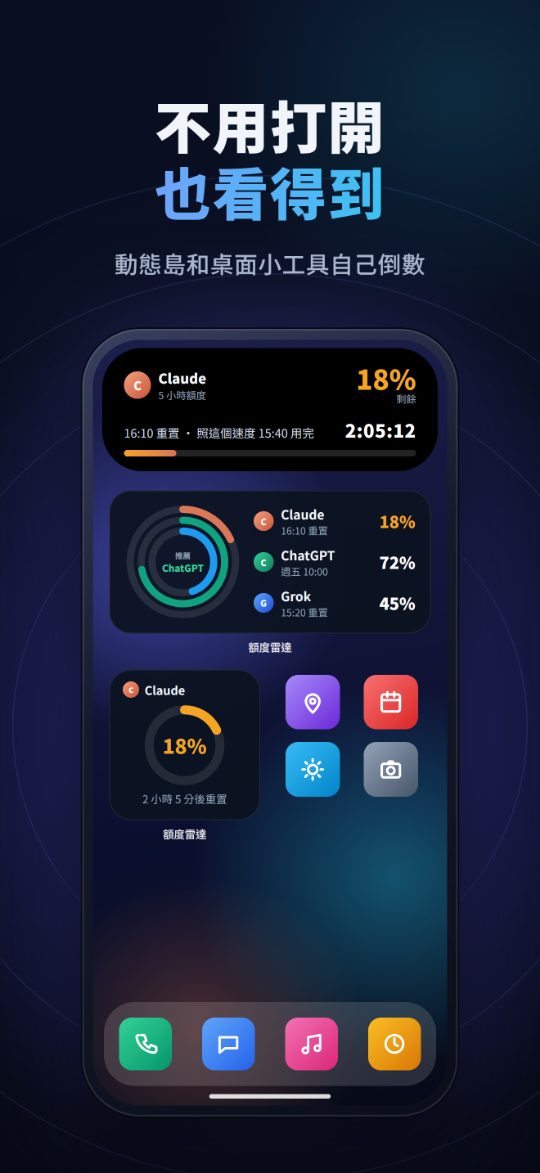 不用打開
也看得到
動態島和桌面小工具自己倒數
C Claude
5 小時額度
18%
剩餘
16:10 重置 · 照這個速度 15:40 用完
2:05:12
推薦
ChatGPT
C Claude
16:10 重置
18%
C ChatGPT
週五 10:00
72%
G Grok
15:20 重置
45%
額度雷達
C Claude
18%
2 小時 5 分後重置
額度雷達